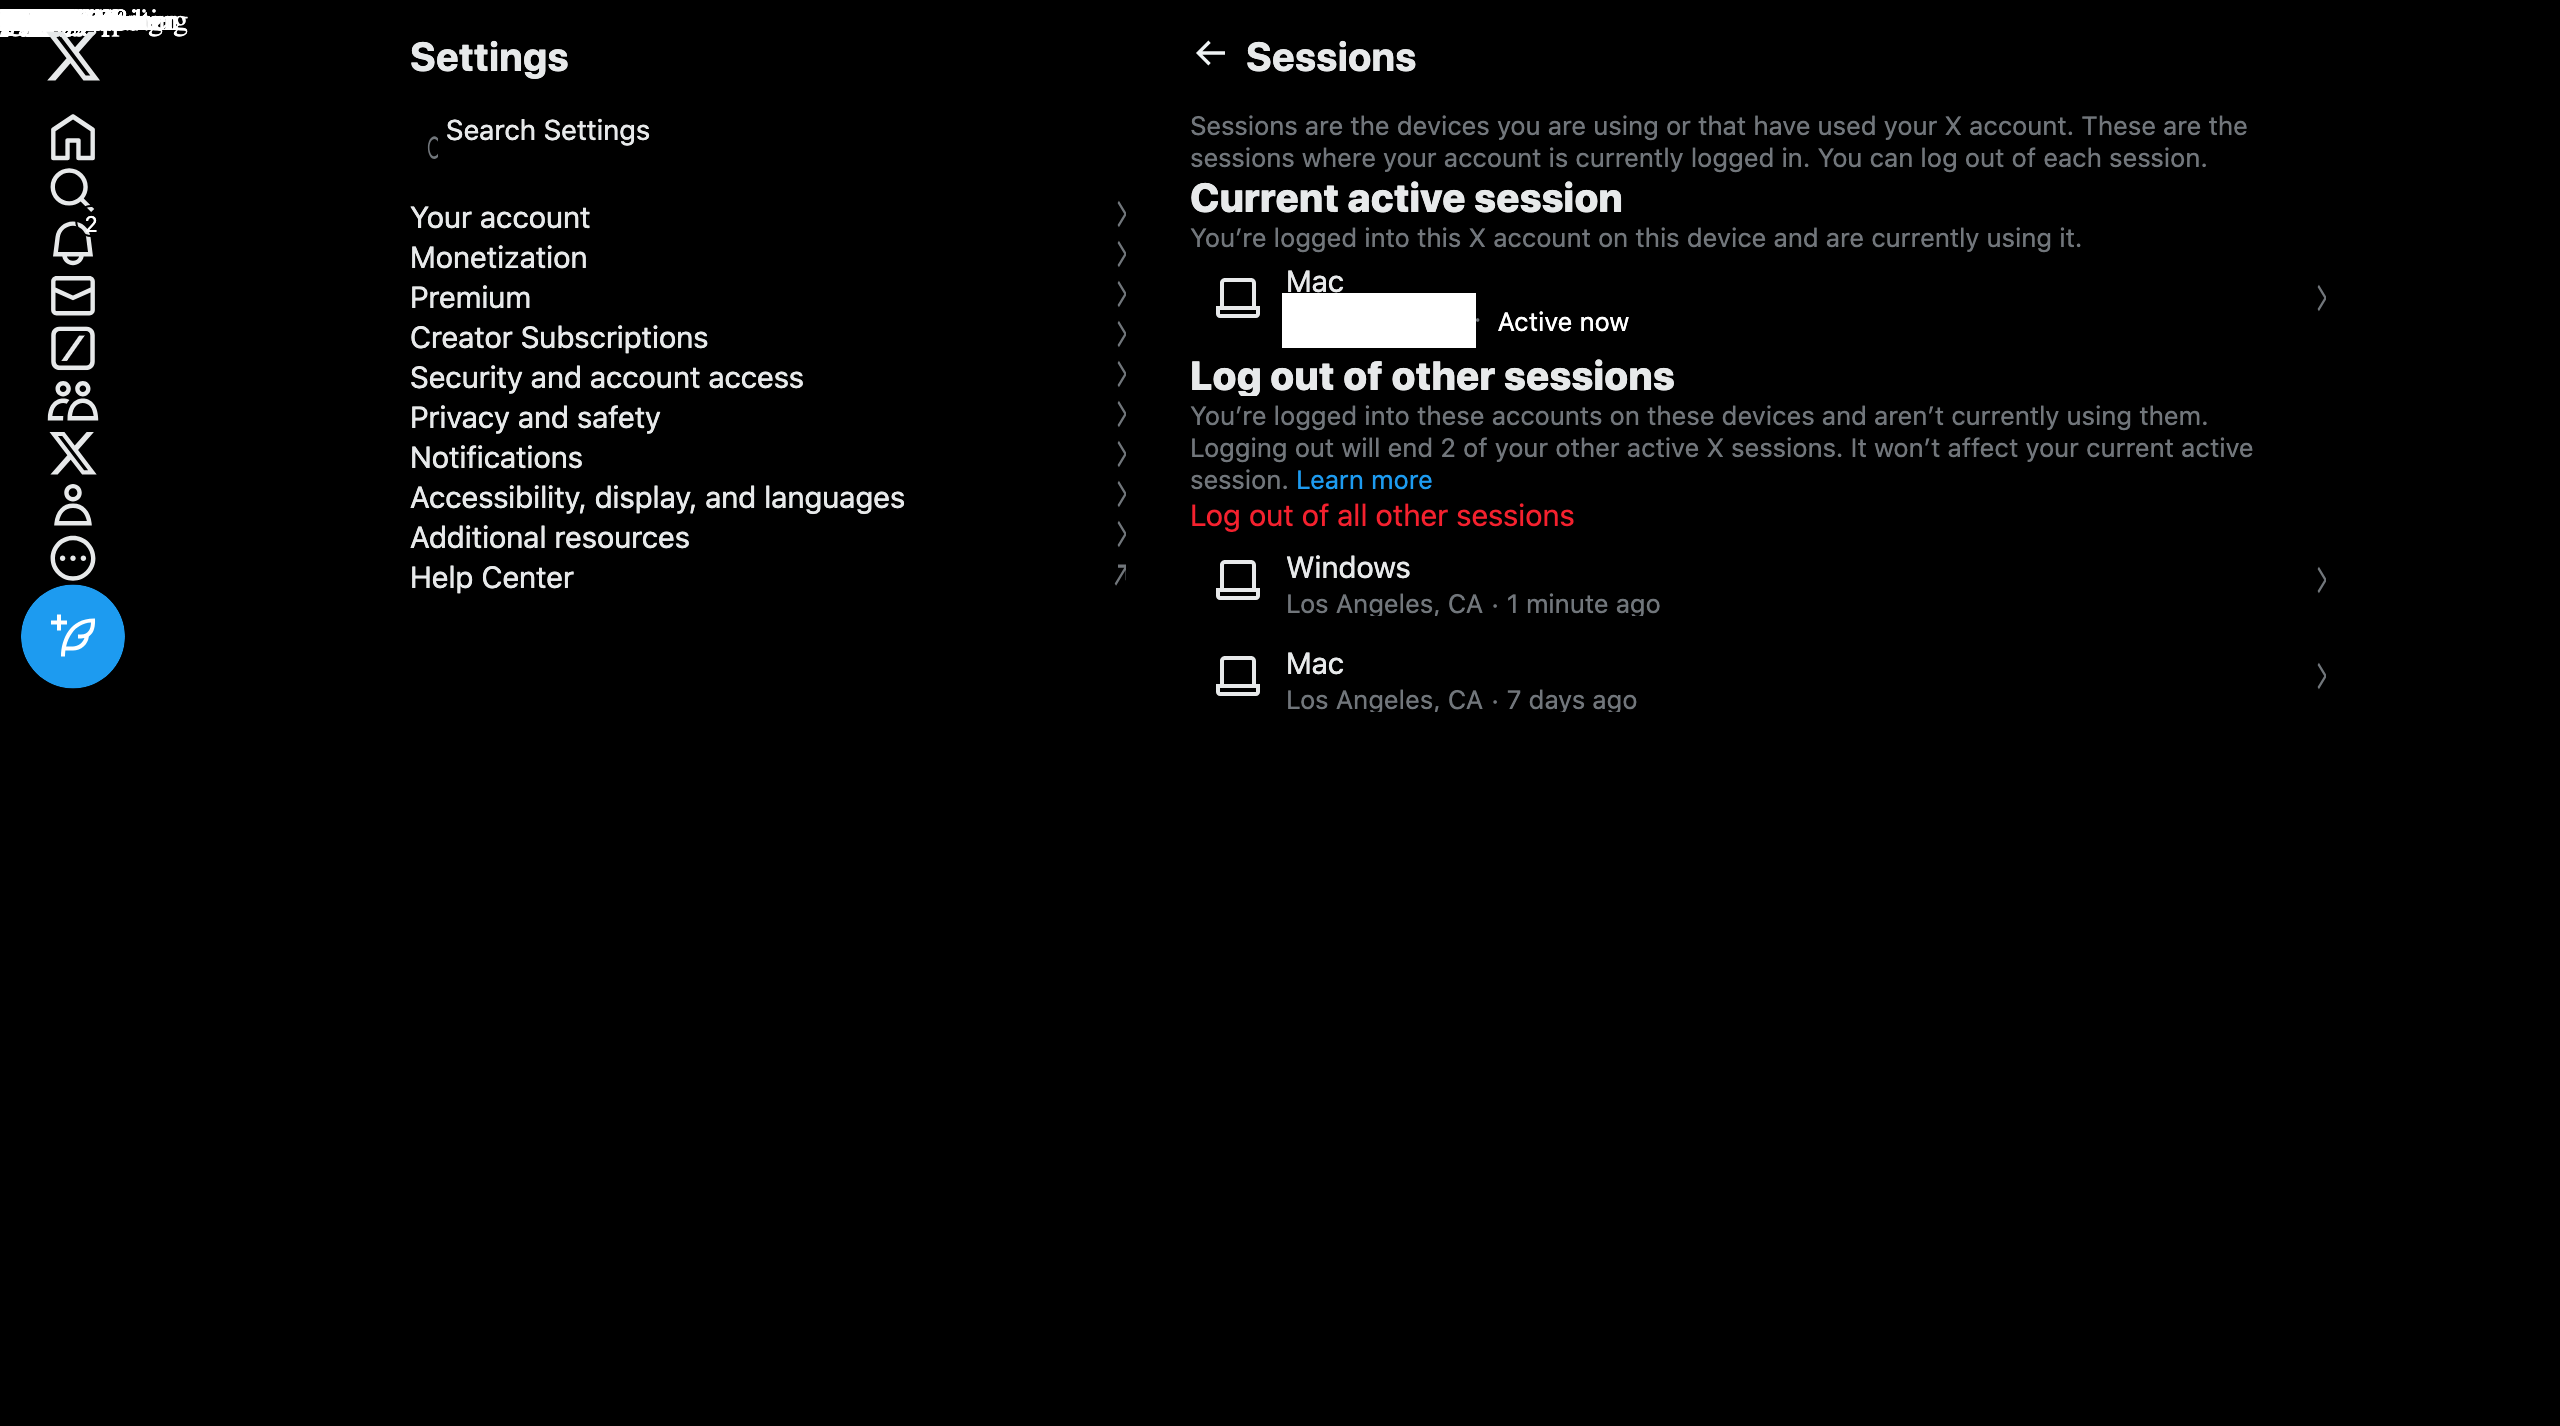 Settings
Search Settings
2
Your account
Monetization
Premium
Creator Subscriptions
Security and account access
Privacy and safety
Notifications
Accessibility, display, and languages
Additional resources
Help Center
Sessions
Sessions are the devices you are using or that have used your X account. These are the
sessions where your account is currently logged in. You can log out of each session.
Current active session
You’re logged into this X account on this device and are currently using it.
Mac
· Active now
Log out of other sessions
You’re logged into these accounts on these devices and aren’t currently using them.
Logging out will end 2 of your other active X sessions. It won’t affect your current active
session. Learn more
Log out of all other sessions
Windows
Los Angeles, CA · 1 minute ago
Mac
Los Angeles, CA · 7 days ago